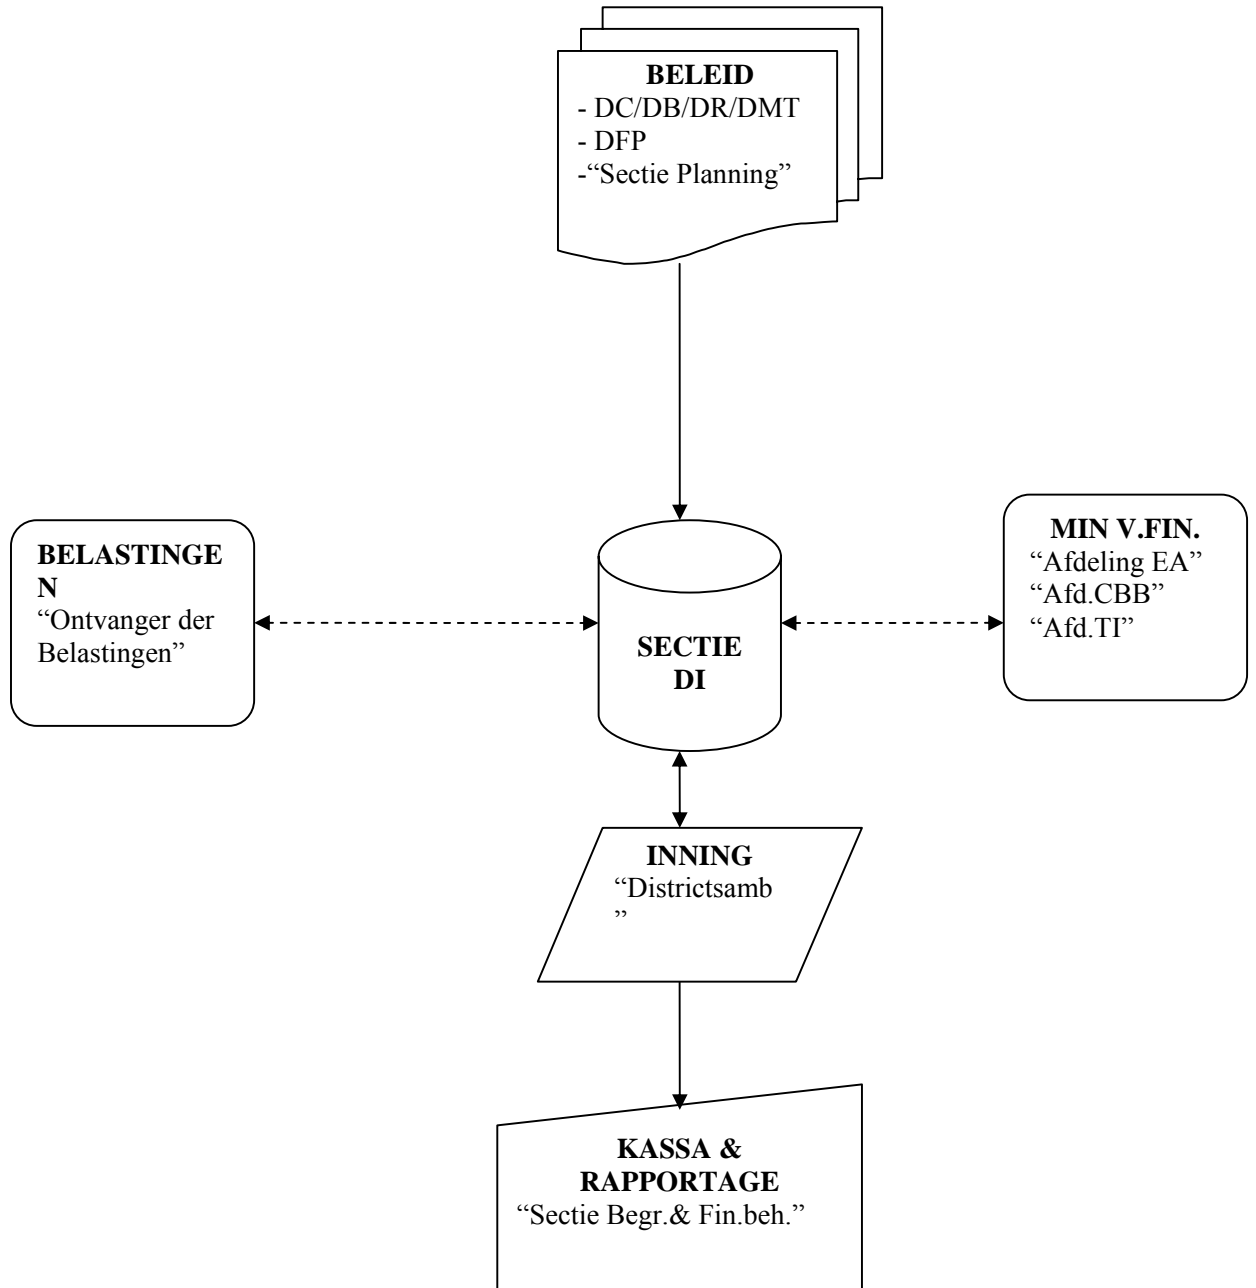 BELEID
- DC/DB/DR/DMT
- DFP
-“Sectie Planning”
BELASTINGE
N
“Ontvanger der
Belastingen”
SECTIE
DI
MIN V.FIN.
“Afdeling EA”
“Afd.CBB”
“Afd.TI”
INNING
“Districtsamb
”
KASSA &
RAPPORTAGE
“Sectie Begr.& Fin.beh.”